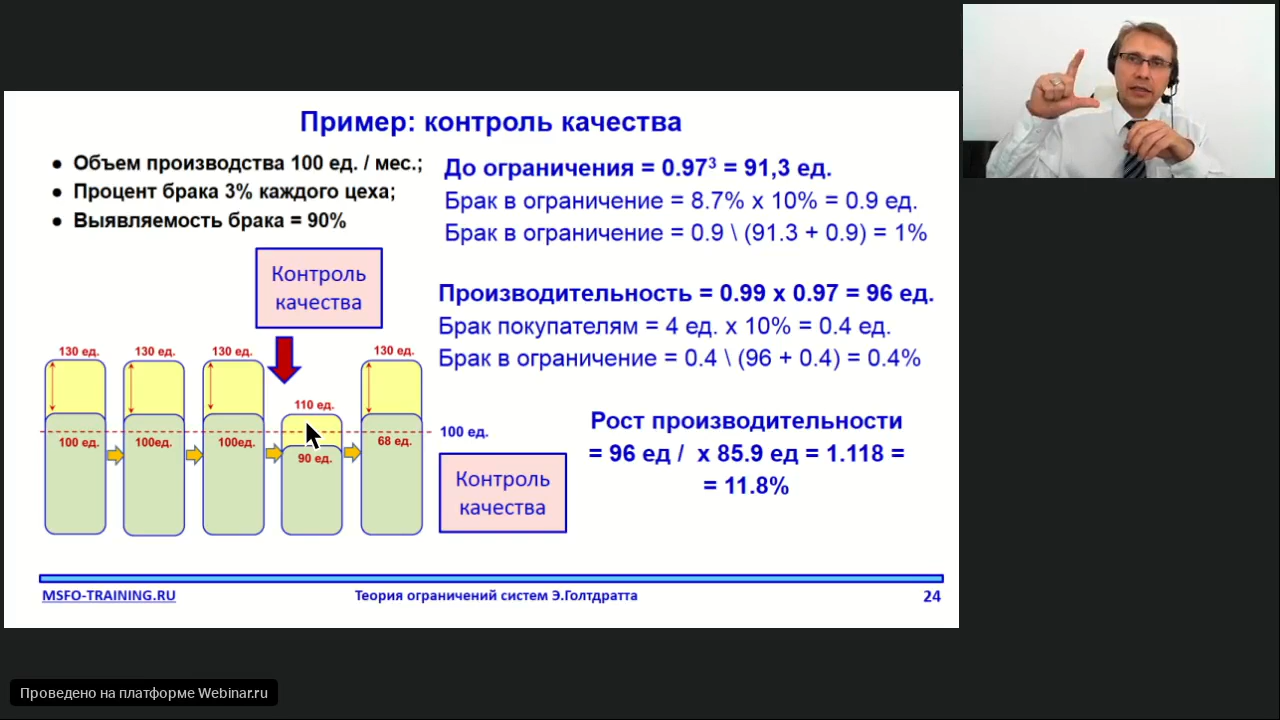 Пример: контроль качества
● Объем производства 100 ед. / мес.;
● Процент брака 3% каждого цеха;
● Выявляемость брака = 90%
До ограничения = 0.97³ = 91,3 ед.
Брак в ограничение = 8.7% x 10% = 0.9 ед.
Брак в ограничение = 0.9 \ (91.3 + 0.9) = 1%
Контроль
качества
Производительность = 0.99 x 0.97 = 96 ед.
Брак покупателям = 4 ед. x 10% = 0.4 ед.
Брак в ограничение = 0.4 \ (96 + 0.4) = 0.4%
130 ед.
130 ед.
130 ед.
130 ед.
110 ед.
100 ед.
100ед.
100ед.
90 ед.
68 ед.
100 ед.
Контроль
качества
Рост производительности
= 96 ед / x 85.9 ед = 1.118 =
= 11.8%
MSFO-TRAINING.RU
Теория ограничений систем Э.Голтдратта
24
Проведено на платформе Webinar.ru